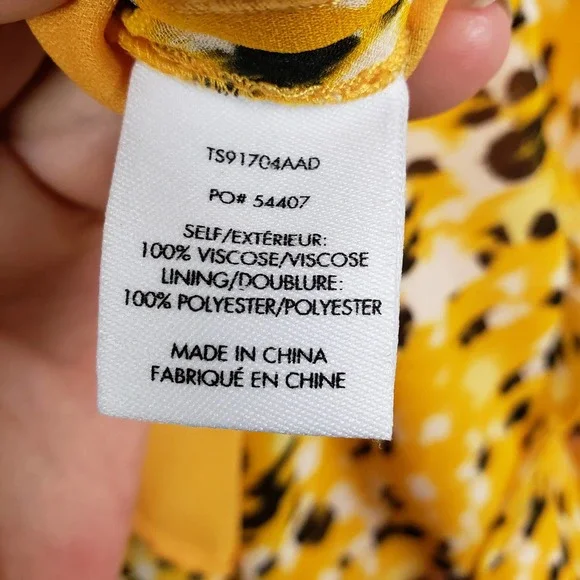 TS91704AAD
PO# 54407
SELF/EXTÉRIEUR:
100% VISCOSE/VISCOSE
LINING/DOUBLURE:
100% POLYESTER/POLYESTER
MADE IN CHINA
FABRIQUÉ EN CHINE